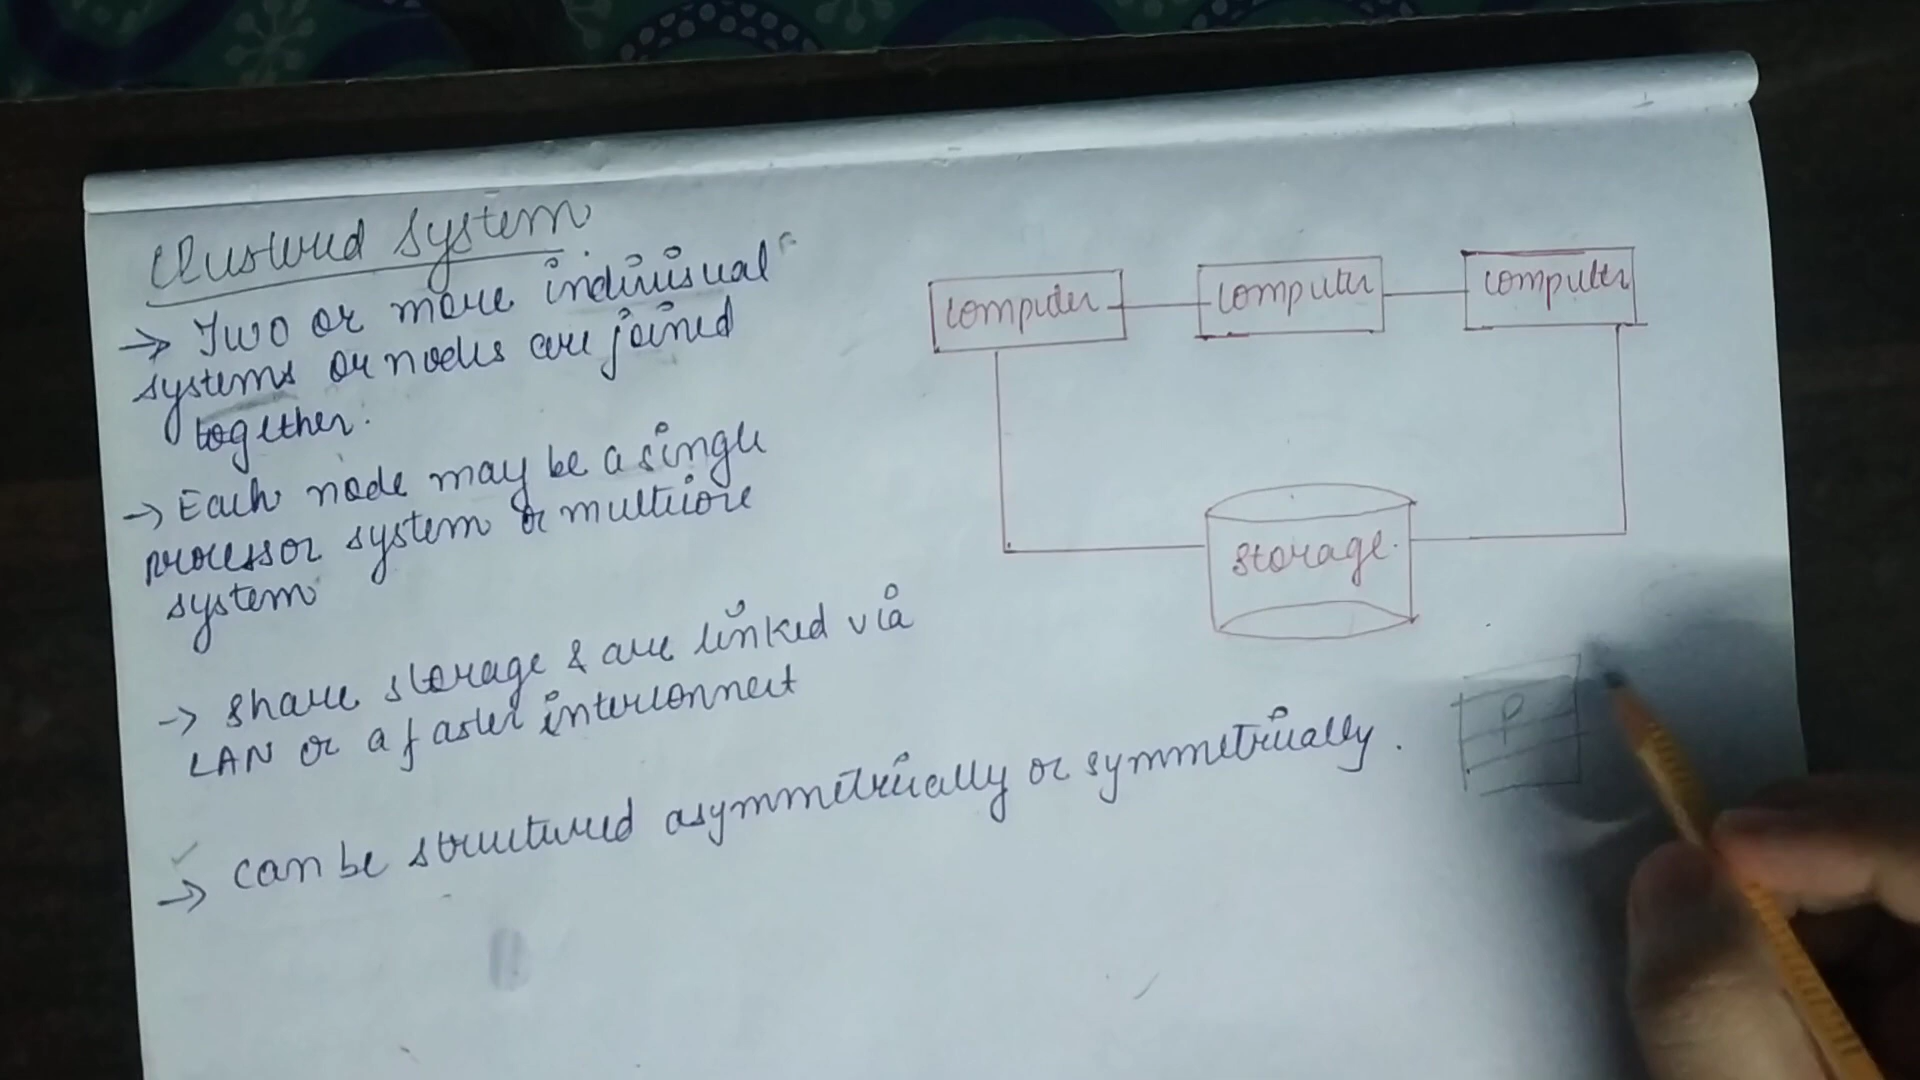 Clustered System
→ Two or more indiviisual
systems or nodes are joined
together.
→ Each node may be a single
processor system or multicore
system
→ Share storage & are linked via
LAN or a faster interconnect
→ can be structured asymmetrically or symmetrically.
computer computer computer
storage.
P